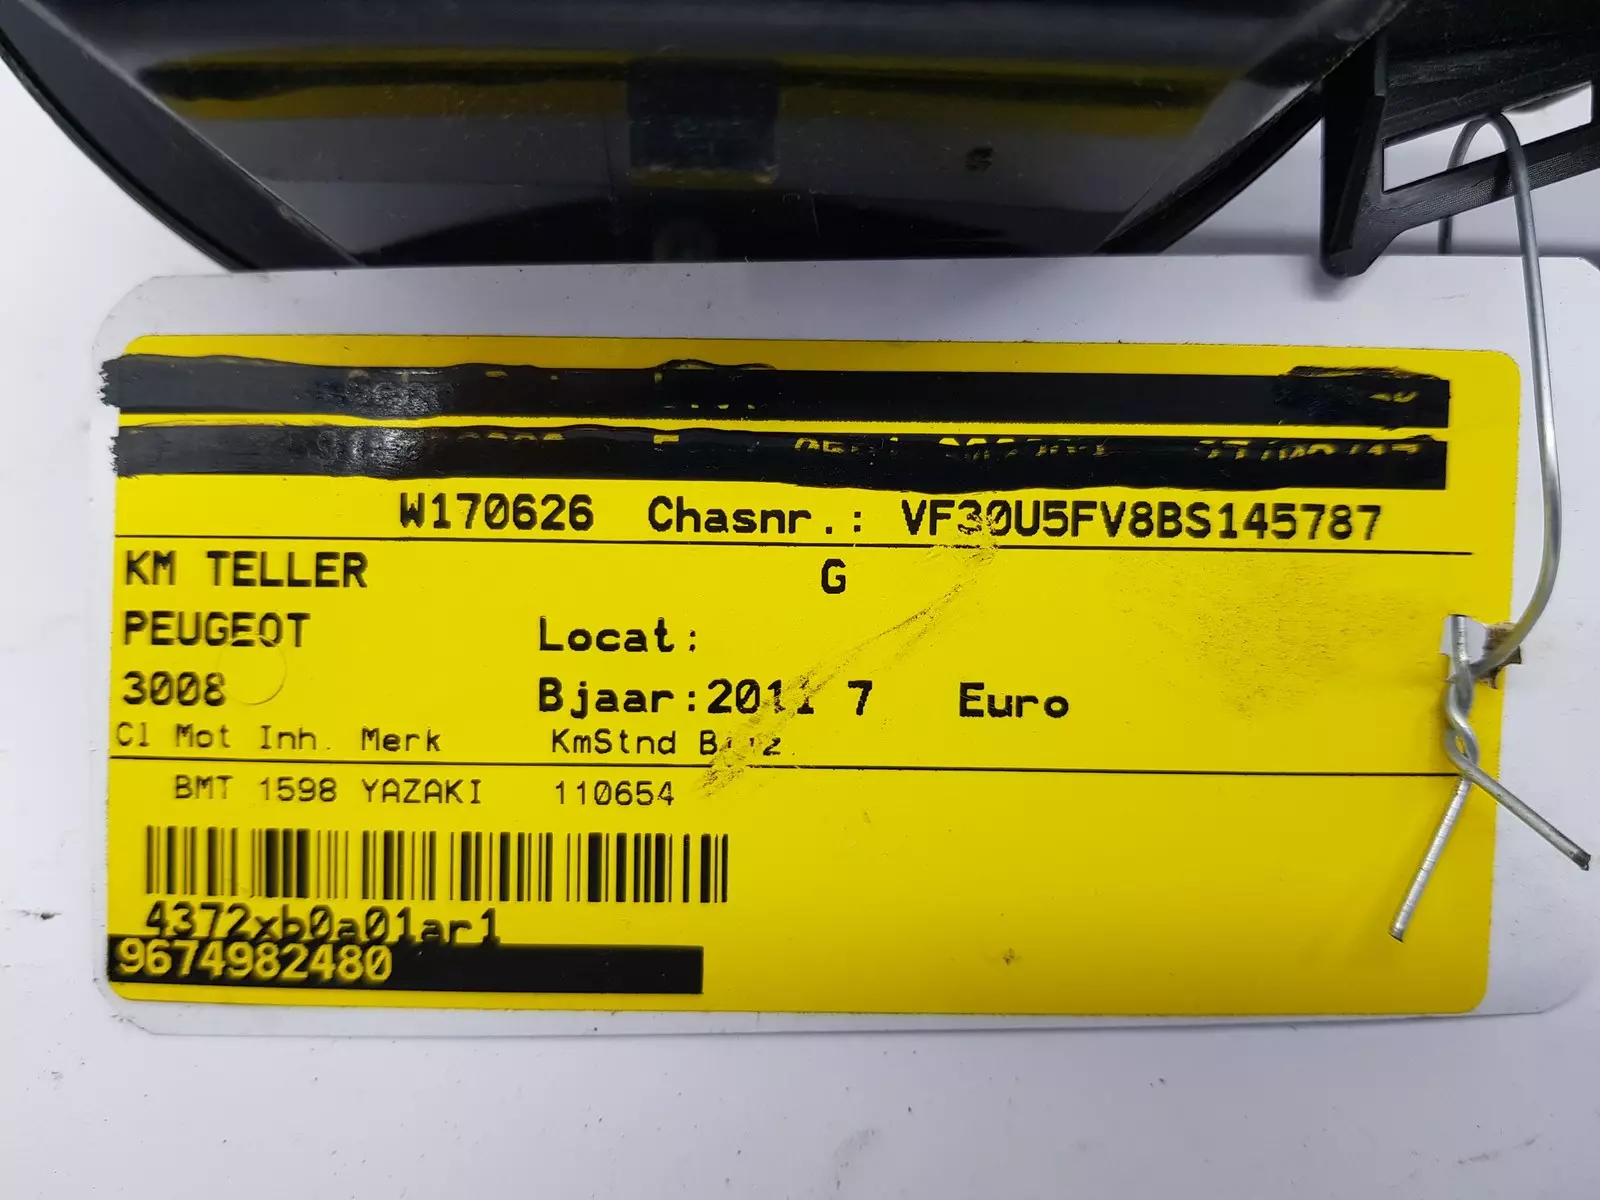 W170626 Chasnr.: VF30U5FV8BS145787
KM TELLER G
PEUGEOT Locat:
3008 Bjaar:2011 7 Euro
Cl Mot Inh. Merk KmStnd
BMT 1598 YAZAKI 110654
4372xb0a01ar1
9674982480